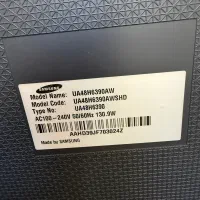 SAMSUNG
Model Name: UA48H6390AW
Model Code: UA48H6390AWSHD
Type No.: UA48H6390
AC100 - 240V 50/60Hz 130.9W
Made by SAMSUNG